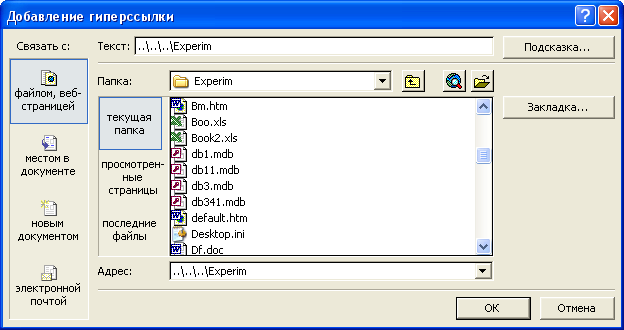 Добавление гиперссылки
Связать с:
Текст: ..\..\..\Experim
Подсказка...
файлом, веб-
страницей
местом в
документе
новым
документом
электронной
почтой
Папка: Experim
Закладка...
текущая
папка
просмотрен-
ные
страницы
последние
файлы
Bm.htm
Boo.xls
Book2.xls
db1.mdb
db11.mdb
db3.mdb
db341.mdb
default.htm
Desktop.ini
Df.doc
Адрес: ..\..\..\Experim
ОК
Отмена